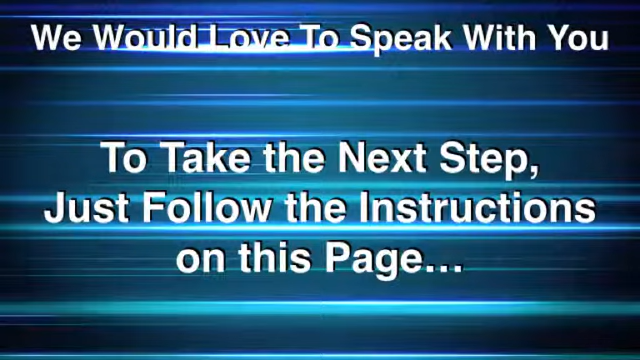 We Would Love To Speak With You
To Take the Next Step,
Just Follow the Instructions
on this Page...